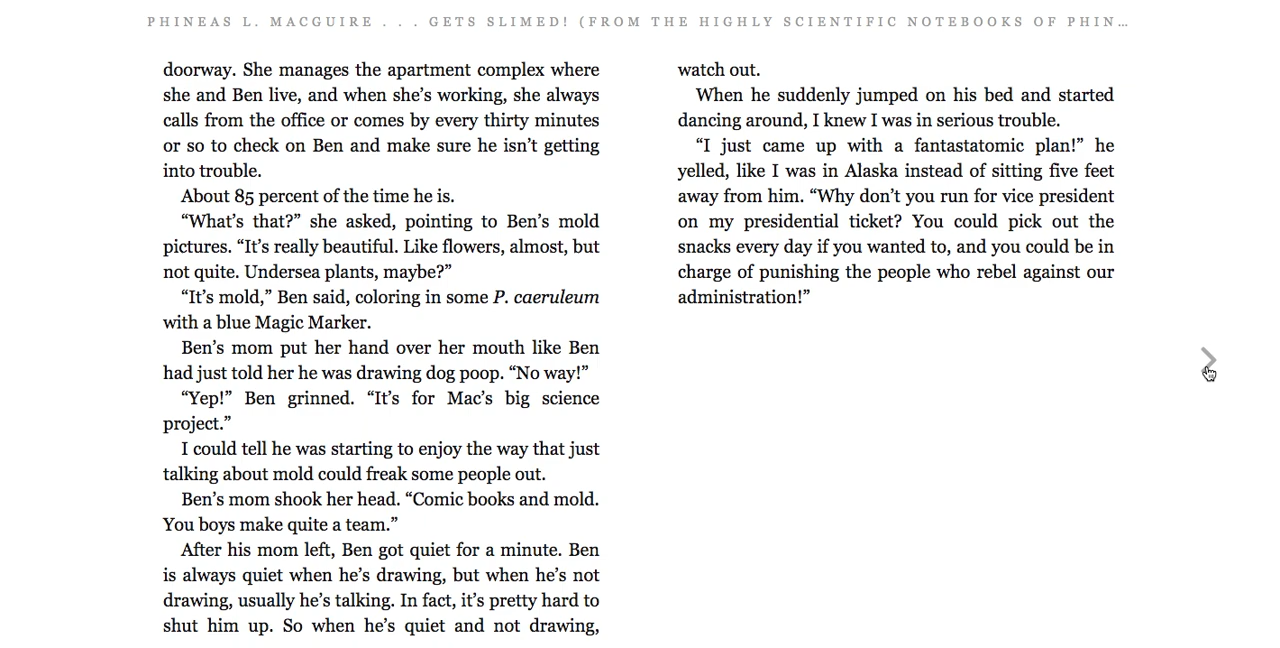 PHINEAS L. MACGUIRE . . . GETS SLIMED! (FROM THE HIGHLY SCIENTIFIC NOTEBOOKS OF PHIN…
doorway. She manages the apartment complex where
she and Ben live, and when she’s working, she always
calls from the office or comes by every thirty minutes
or so to check on Ben and make sure he isn’t getting
into trouble.
About 85 percent of the time he is.
“What’s that?” she asked, pointing to Ben’s mold
pictures. “It’s really beautiful. Like flowers, almost, but
not quite. Undersea plants, maybe?”
“It’s mold,” Ben said, coloring in some P. caeruleum
with a blue Magic Marker.
Ben’s mom put her hand over her mouth like Ben
had just told her he was drawing dog poop. “No way!”
“Yep!” Ben grinned. “It’s for Mac’s big science
project.”
I could tell he was starting to enjoy the way that just
talking about mold could freak some people out.
Ben’s mom shook her head. “Comic books and mold.
You boys make quite a team.”
After his mom left, Ben got quiet for a minute. Ben
is always quiet when he’s drawing, but when he’s not
drawing, usually he’s talking. In fact, it’s pretty hard to
shut him up. So when he’s quiet and not drawing,
watch out.
When he suddenly jumped on his bed and started
dancing around, I knew I was in serious trouble.
“I just came up with a fantastatomic plan!” he
yelled, like I was in Alaska instead of sitting five feet
away from him. “Why don’t you run for vice president
on my presidential ticket? You could pick out the
snacks every day if you wanted to, and you could be in
charge of punishing the people who rebel against our
administration!”